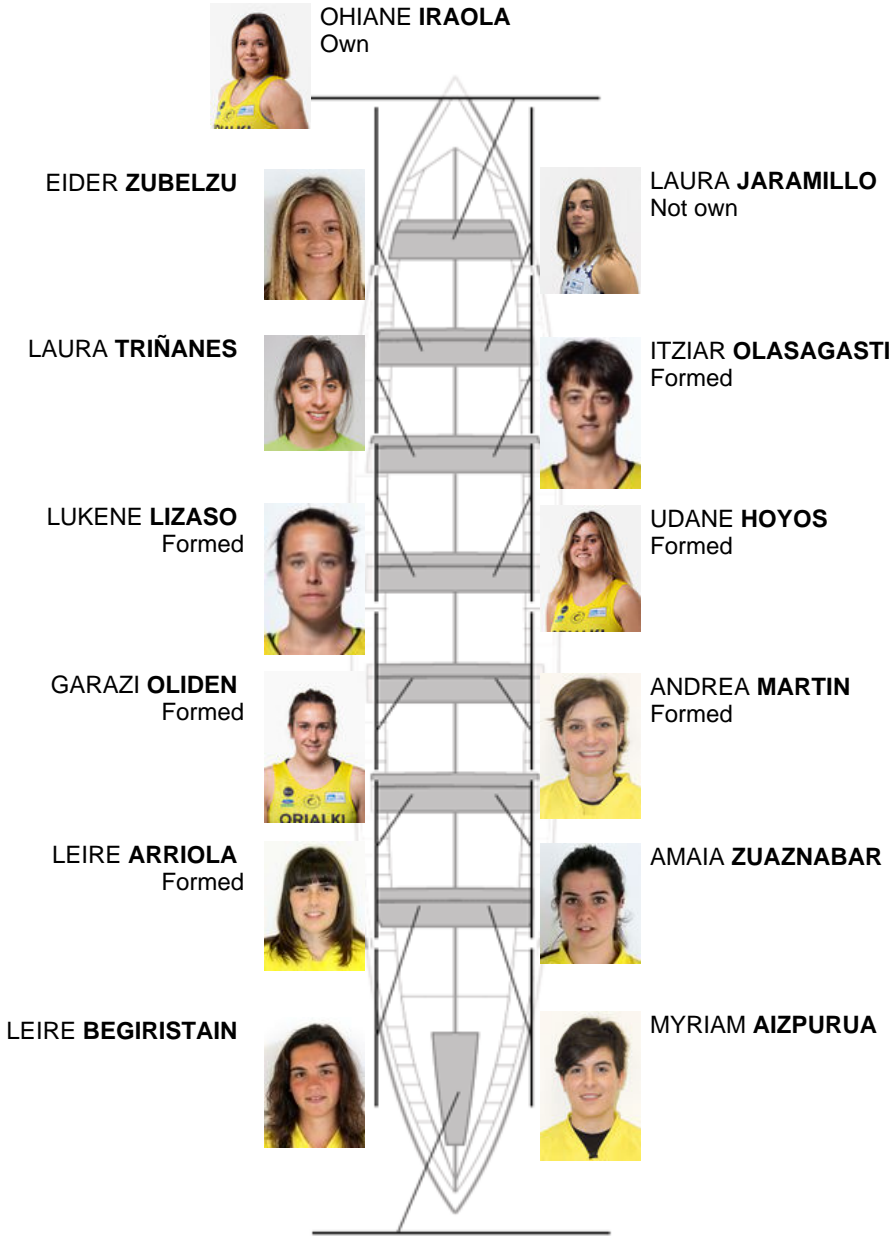 OHIANE IRAOLA
Own
EIDER ZUBELZU
LAURA JARAMILLO
Not own
LAURA TRIÑANES
ITZIAR OLASAGASTI
Formed
LUKENE LIZASO
Formed
UDANE HOYOS
Formed
GARAZI OLIDEN
Formed
ANDREA MARTIN
Formed
ORIALKI
LEIRE ARRIOLA
Formed
AMAIA ZUAZNABAR
LEIRE BEGIRISTAIN
MYRIAM AIZPURUA